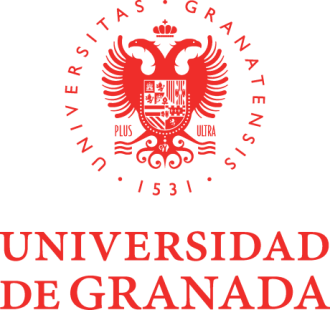 UNIVERSITAS · GRANATENSIS
PLUS ULTRA
· 1531 ·
UNIVERSIDAD
DE GRANADA